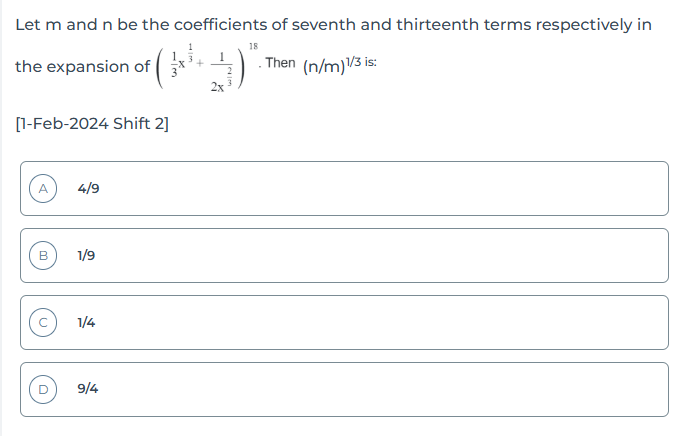 Let m and n be the coefficients of seventh and thirteenth terms respectively in
the expansion of $\left( \frac{1}{3}x^{\frac{1}{3}} + \frac{1}{2x^{\frac{2}{3}}} \right)^{18}$. Then (n/m)^{1/3} is:
[1-Feb-2024 Shift 2]
A 4/9
B 1/9
C 1/4
D 9/4